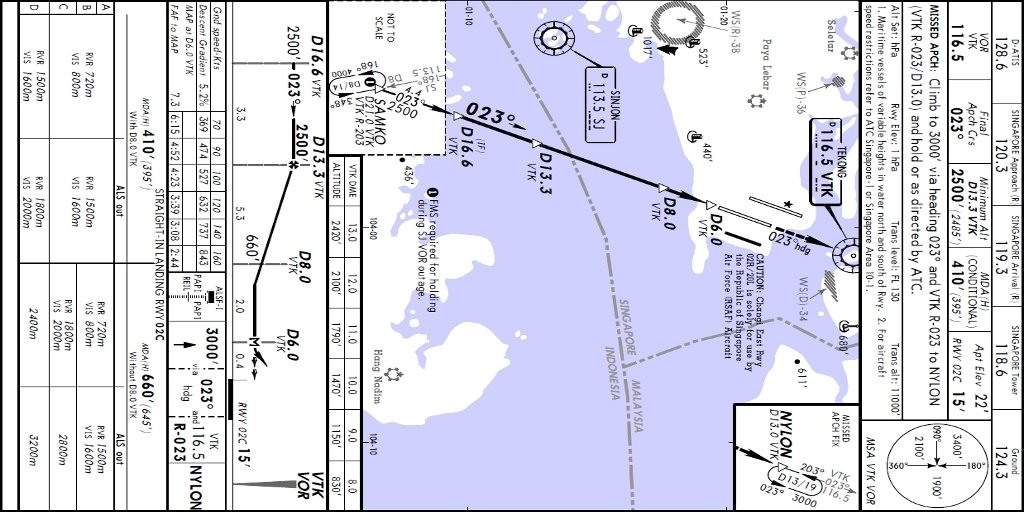 D-ATIS
128.6
SINGAPORE Approach (R)
120.3
SINGAPORE Arrival (R)
119.3
SINGAPORE Tower
118.6
Ground
124.3
VOR
VTK
116.5
Final
Apch Crs
023°
Minimum Alt
D13.3 VTK
2500' (2485')
MDA(H)
(CONDITIONAL)
410' (395')
Apt Elev 22'
RWY 02C 15'
MISSED APCH: Climb to 3000' via heading 023° and VTK R-023 to NYLON
(VTK R-023/D13.0) and hold or as directed by ATC.
MSA VTK VOR
090°
180°
360°
3400'
2100'
1900'
Alt Set: hPa
Rwy Elev: 1 hPa
Trans level: FL 130
Trans alt: 11000'
1. Maritime vessels of variable heights in water north and south of Rwy. 2. For aircraft
speed restrictions refer to ATC Singapore-1 or Singapore Area 10-1.
Seletar
WS(P)-36
Paya Lebar
WS(R)-38
523'
1017'
440'
TEKONG
D 116.5 VTK
SINJON
D 113.5 SJ
WS(D)-34
680'
611'
023° hdg
CAUTION: Changi East Rwy
02R/20L is solely for use by
the Republic of Singapore
Air Force (RSAF) Aircraft
D6.0
VTK
D8.0
VTK
D13.3
VTK
023°
(IF)
D16.6
VTK
NOT TO
SCALE
SJ
113.5
168°
D8
4.4
023°
2500
SAMKO
D21.0 VTK
VTK R-203
168°
4000
D8/14
348°
1
SINGAPORE
INDONESIA
MALAYSIA
1 FMS required for holding
during SJ VOR outage.
436'
Hang Nadim
01-10
01-20
104-00
104-10
MISSED
APCH FIX
NYLON
D13.0 VTK
VTK
116.5
203°
023°
D13/19
023°
3000
VTK DME 13.0 12.0 11.0 10.0 9.0 8.0
ALTITUDE 2420' 2100' 1790' 1470' 1150' 830'
D16.6 VTK
2500'
023°
D13.3 VTK
2500'
D8.0
VTK
660'
D6.0
VTK
M
VTK
VOR
RWY 02C 15'
3.3
5.3
2.0
0.4
Gnd speed-Kts 70 90 100 120 140 160
Descent Gradient 5.2% 369 474 527 632 737 843
MAP at D6.0 VTK
FAF to MAP 7.3 6:15 4:52 4:23 3:39 3:08 2:44
ALSF-I
PAPI
PAPI
REIL
3000'
via
023°
hdg
and
VTK
116.5
R-023
NYLON
STRAIGHT-IN LANDING RWY 02C
MDA(H) 410' (395')
With D8.0 VTK
MDA(H) 660' (645')
Without D8.0 VTK
ALS out
ALS out
A
B
C
D
RVR 720m
VIS 800m
RVR 1500m
VIS 1600m
RVR 1500m
VIS 1600m
RVR 1800m
VIS 2000m
RVR 720m
VIS 800m
RVR 1800m
VIS 2000m
2400m
RVR 1500m
VIS 1600m
2800m
3200m